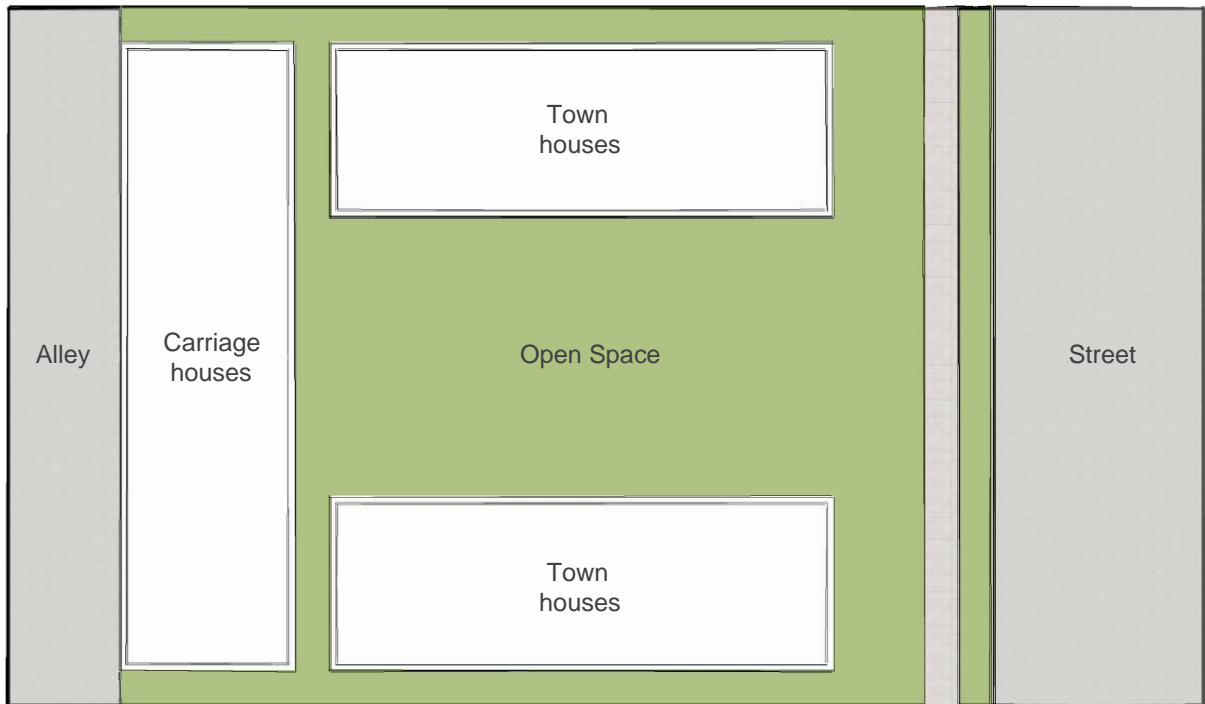 Town
houses
Alley
Carriage
houses
Open Space
Street
Town
houses